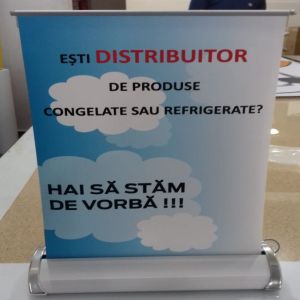 EȘTI DISTRIBUITOR
DE PRODUSE
CONGELATE SAU REFRIGERATE?
HAI SĂ STĂM
DE VORBĂ !!!